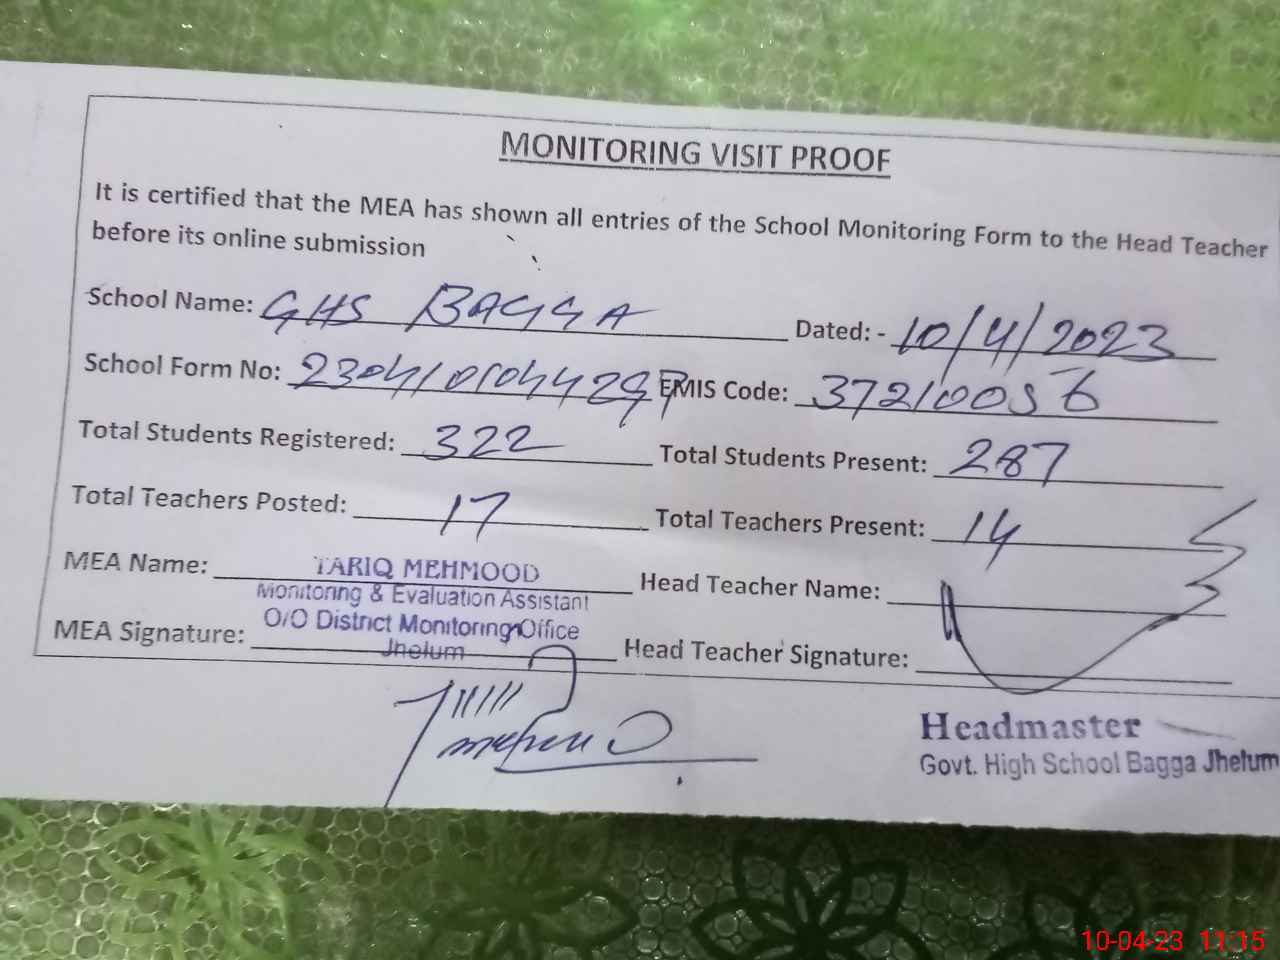 MONITORING VISIT PROOF
It is certified that the MEA has shown all entries of the School Monitoring Form to the Head Teacher
before its online submission
School Name: GHS BAGGA Dated: - 10/4/2023
School Form No: EMIS Code: 37210056
Total Students Registered: 322 Total Students Present: 287
Total Teachers Posted: 17 Total Teachers Present: 14
MEA Name: TARIQ MEHMOOD Head Teacher Name:
Monitoring & Evaluation Assistant
O/O District Monitoring Office
MEA Signature: Jhelum Head Teacher Signature:
Headmaster
Govt. High School Bagga Jhelum
10-04-23 11:15